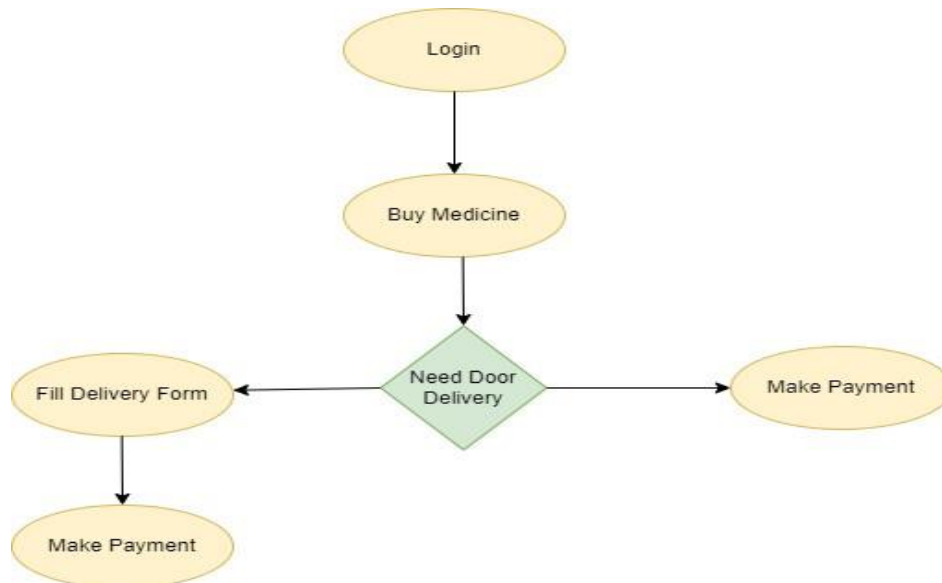 Login
Buy Medicine
Need Door
Delivery
Fill Delivery Form
Make Payment
Make Payment